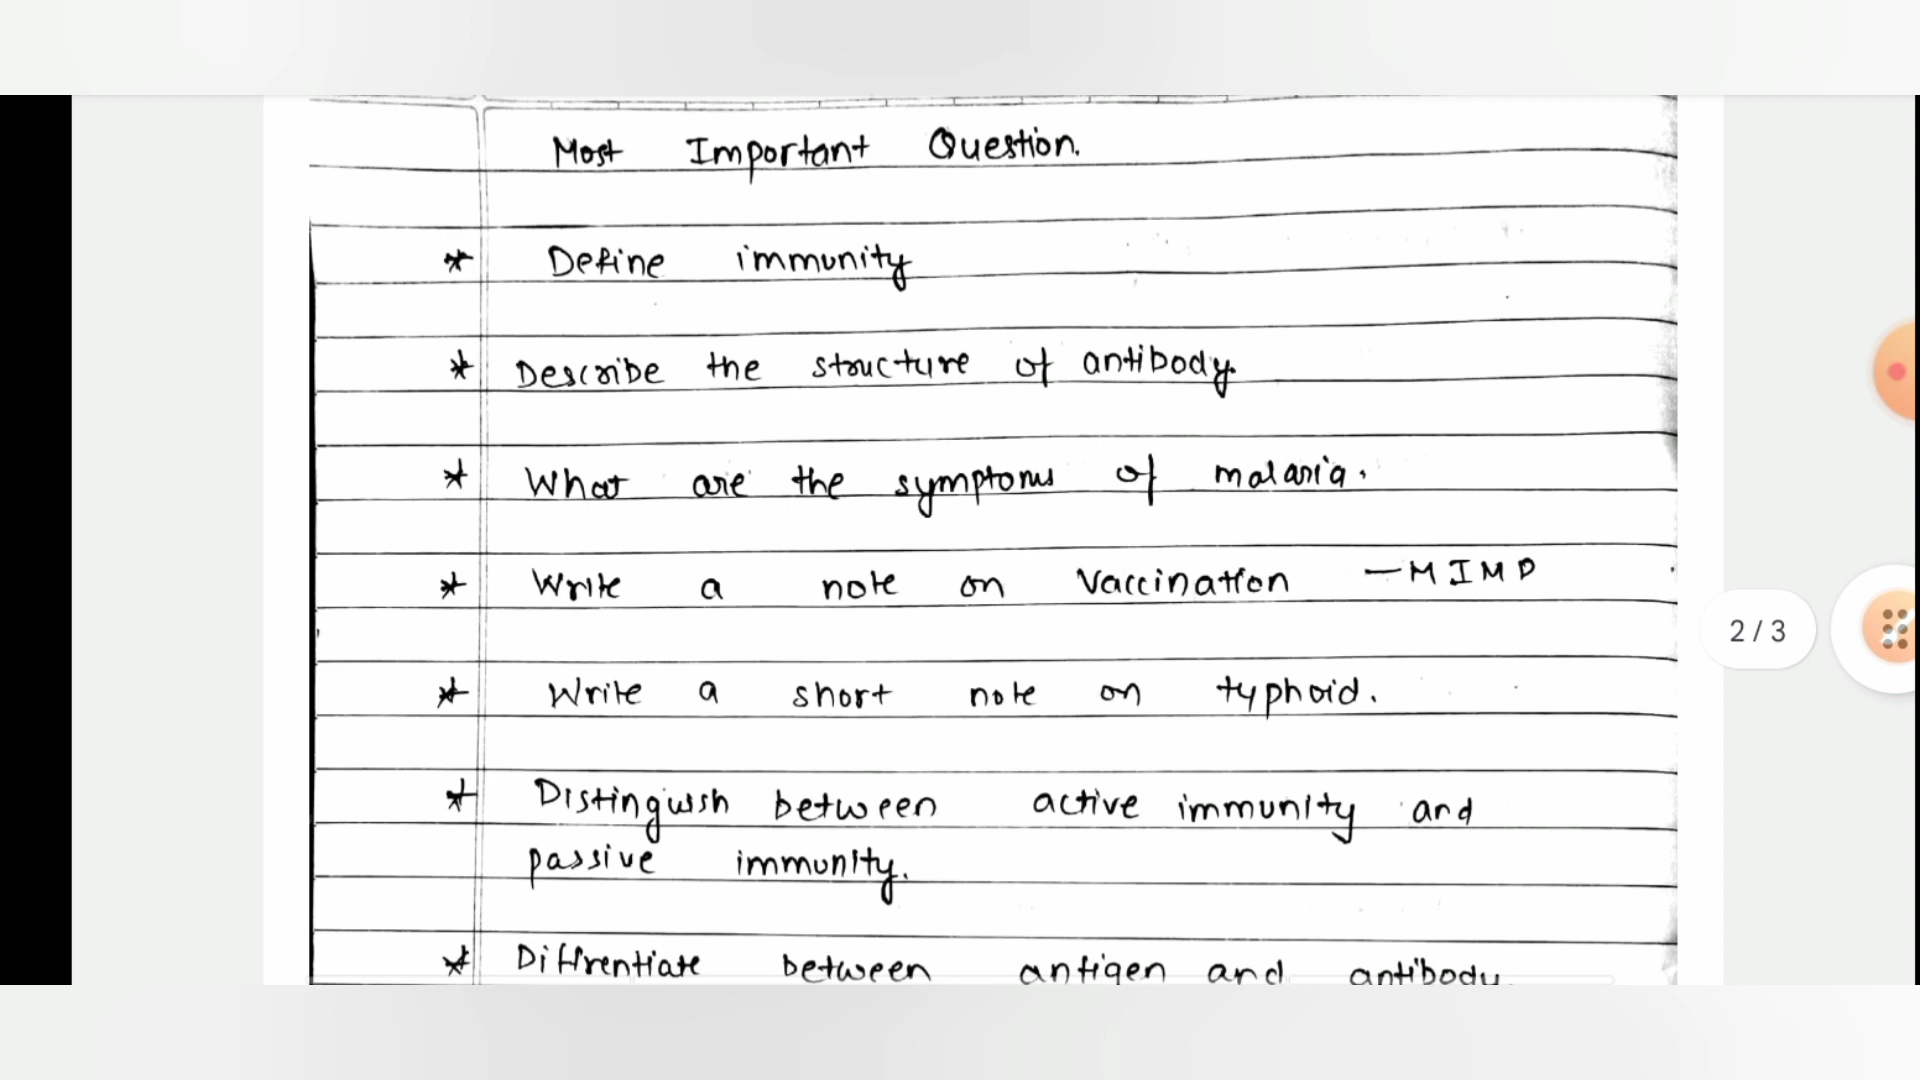 Most Important Question.
* Define immunity
* Describe the structure of antibody.
* What are the symptoms of malaria.
* Write a note on Vaccination — MIMP
2 / 3
* Write a short note on typhoid.
* Distinguish between active immunity and
passive immunity.
* Diffrentiate between antigen and antibody.